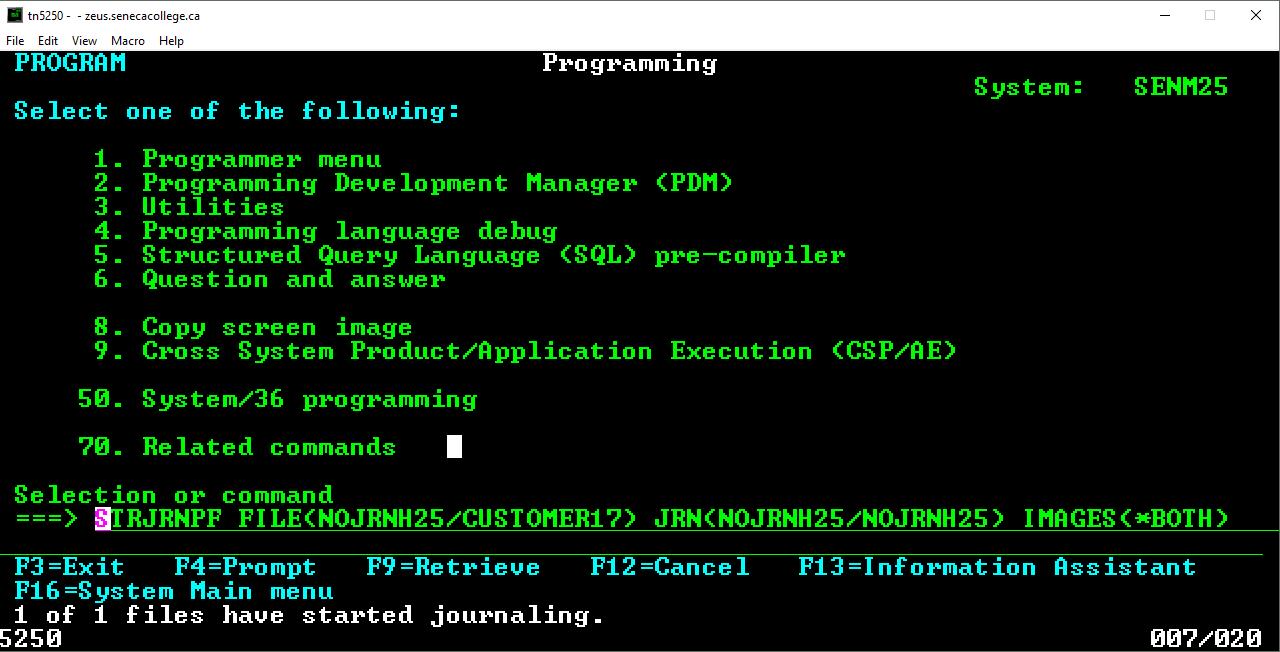 tn5250 - - zeus.senecacollege.ca
File Edit View Macro Help
PROGRAM Programming
System: SENM25
Select one of the following:
1. Programmer menu
2. Programming Development Manager (PDM)
3. Utilities
4. Programming language debug
5. Structured Query Language (SQL) pre-compiler
6. Question and answer
8. Copy screen image
9. Cross System Product/Application Execution (CSP/AE)
50. System/36 programming
70. Related commands
Selection or command
===> STRJRNPF FILE(NOJRNH25/CUSTOMER17) JRN(NOJRNH25/NOJRNH25) IMAGES(*BOTH)
F3=Exit F4=Prompt F9=Retrieve F12=Cancel F13=Information Assistant
F16=System Main menu
1 of 1 files have started journaling.
5250 007/020